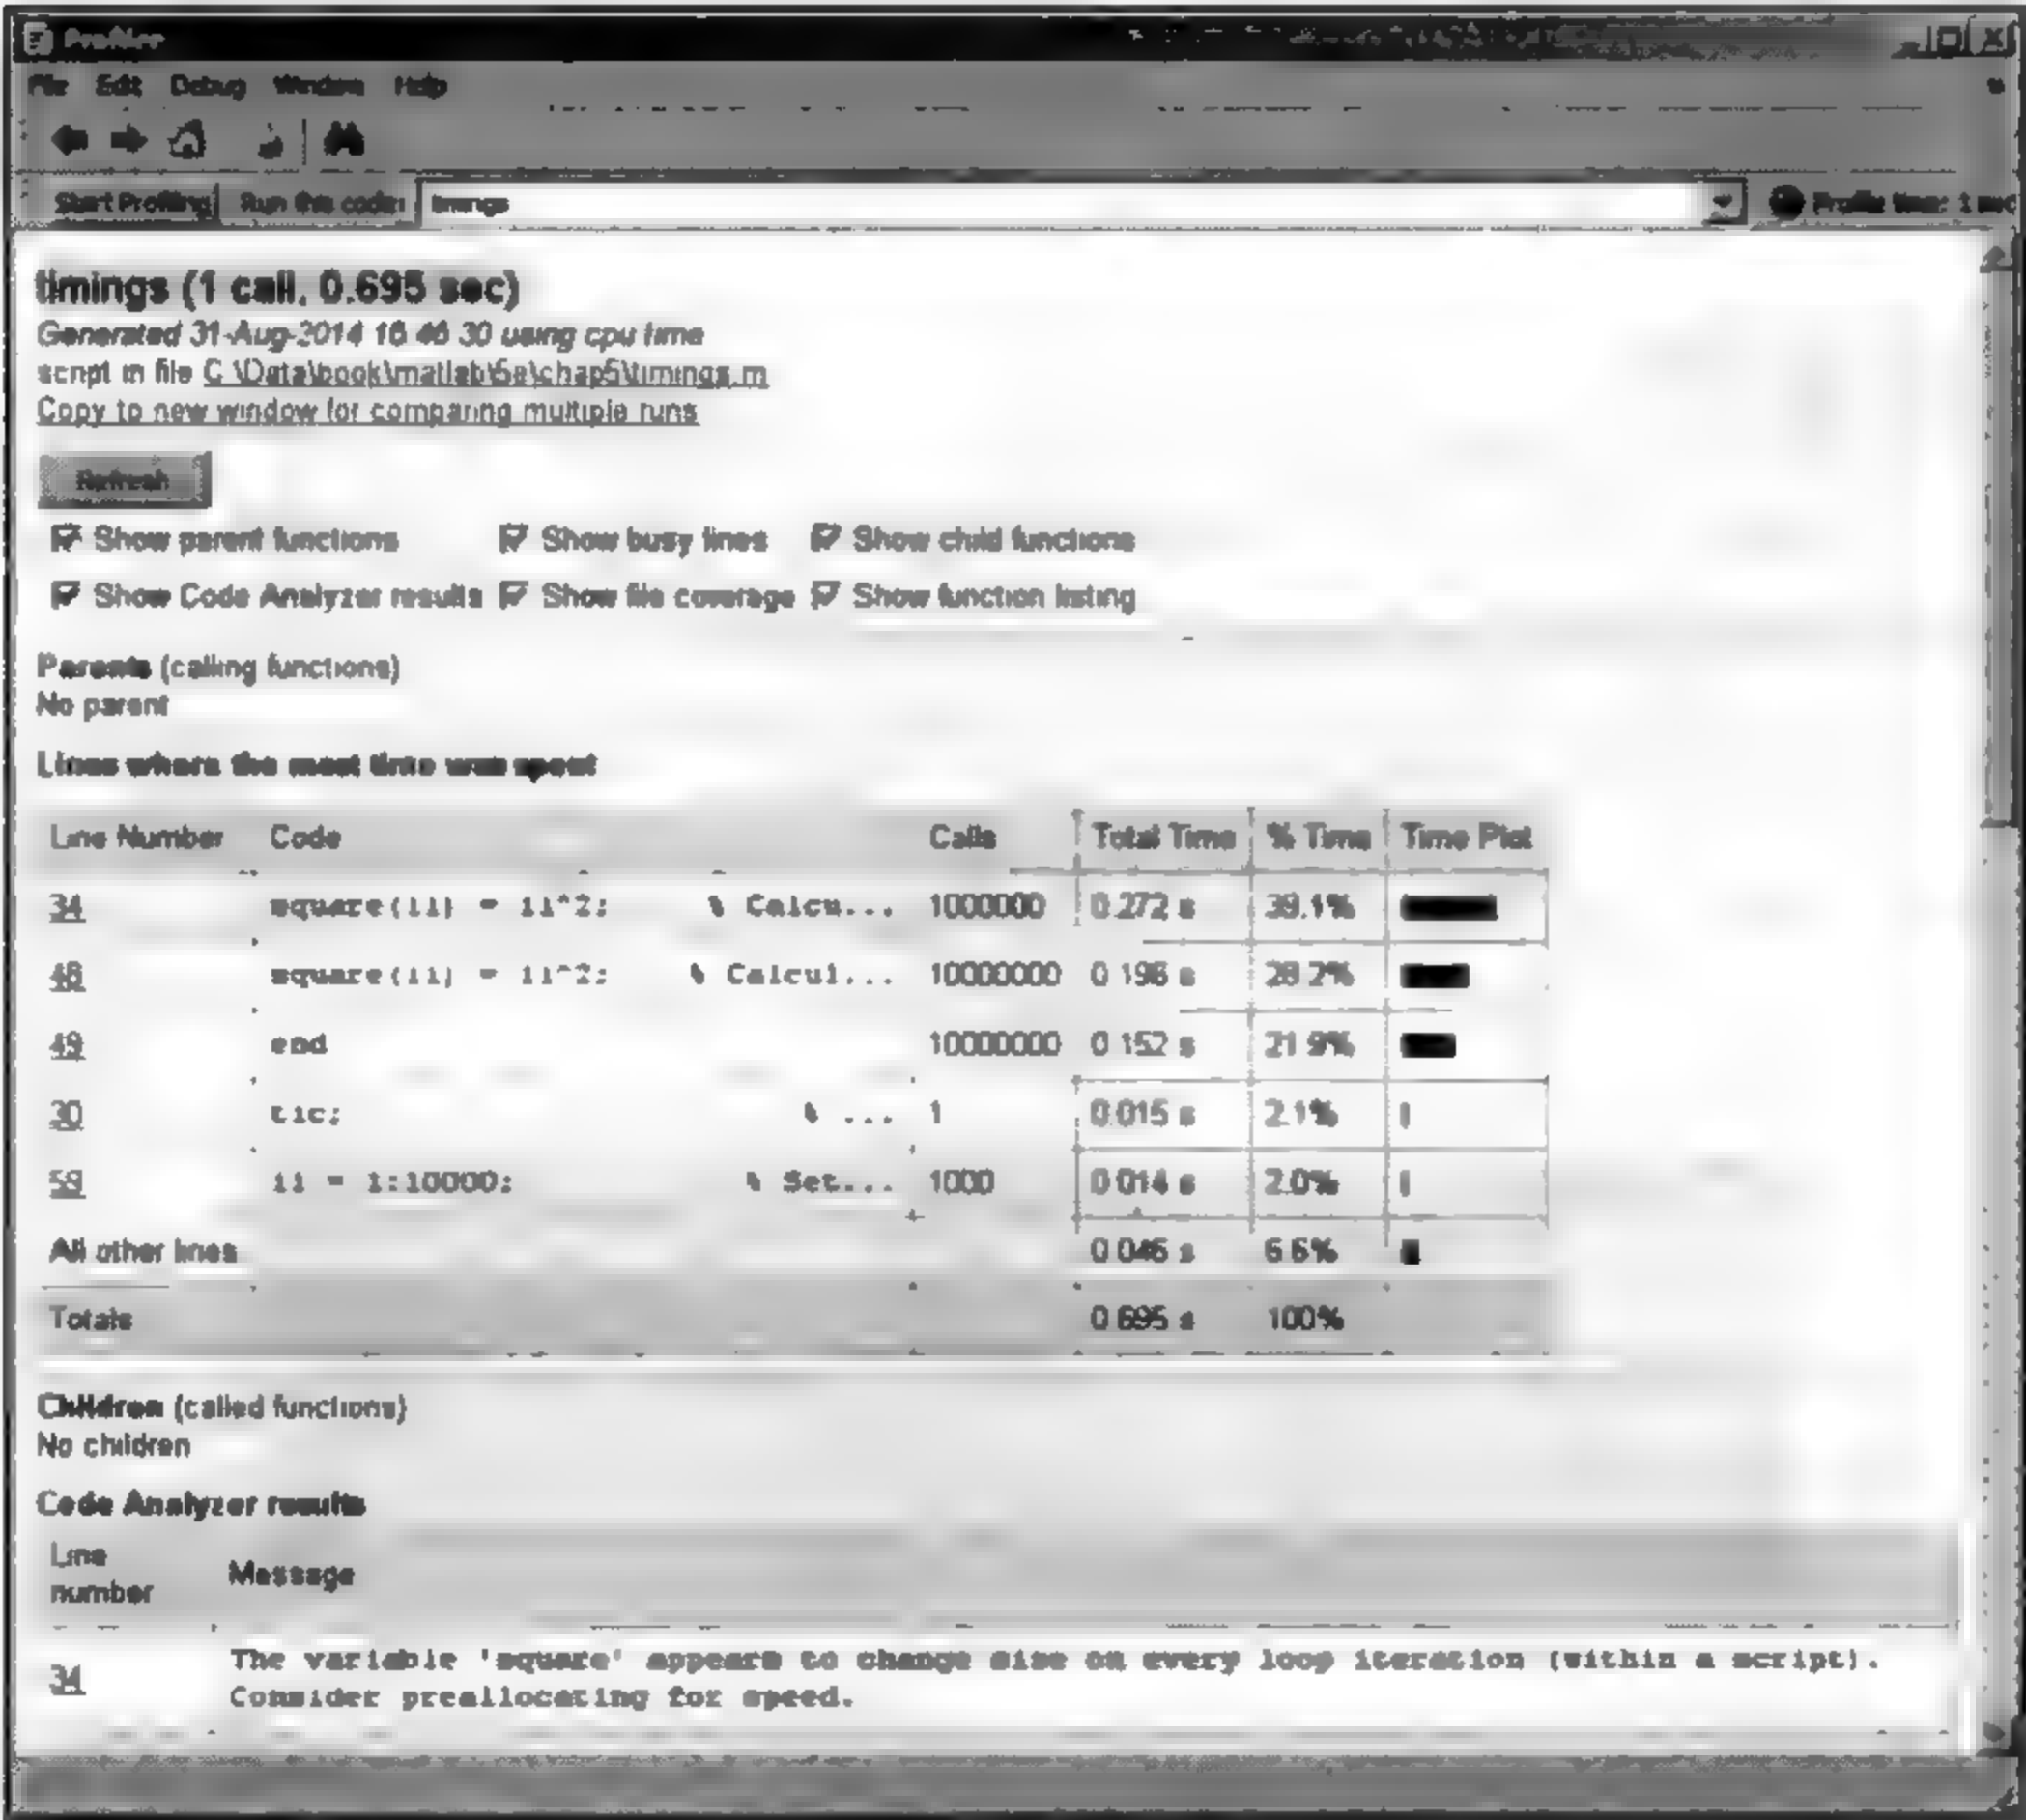 Profiler
File Edit Debug Window Help
Start Profiling Run this code: timings Profile time: 1 sec
timings (1 call, 0.695 sec)
Generated 31-Aug-2014 16 46 30 using cpu time
script in file C \Data\book\matlab\5e\chap5\timings.m
Copy to new window for comparing multiple runs
Refresh
Show parent functions Show busy lines Show child functions
Show Code Analyzer results Show file coverage Show function listing
Parents (calling functions)
No parent
Lines where the most time was spent
Line Number Code Calls Total Time % Time Time Plot
34 square(ii) = ii^2; % Calcu... 1000000 0.272 s 39.1%
48 square(ii) = ii^2; % Calcul... 10000000 0 196 s 28 2%
49 end 10000000 0 152 s 21 9%
30 tic; % ... 1 0.015 s 2.1%
ii = 1:10000; % Set... 1000 0 014 s 2.0%
All other lines 0 046 s 6 6%
Totals 0 695 s 100%
Children (called functions)
No children
Code Analyzer results
Line
number Message
34 The variable 'square' appears to change size on every loop iteration (within a script).
Consider preallocating for speed.